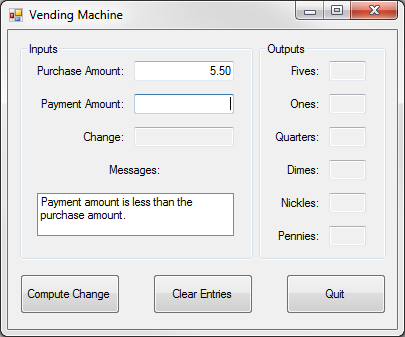 Vending Machine
Inputs
Purchase Amount: 5.50
Payment Amount:
Change:
Messages:
Payment amount is less than the
purchase amount.
Outputs
Fives:
Ones:
Quarters:
Dimes:
Nickles:
Pennies:
Compute Change
Clear Entries
Quit